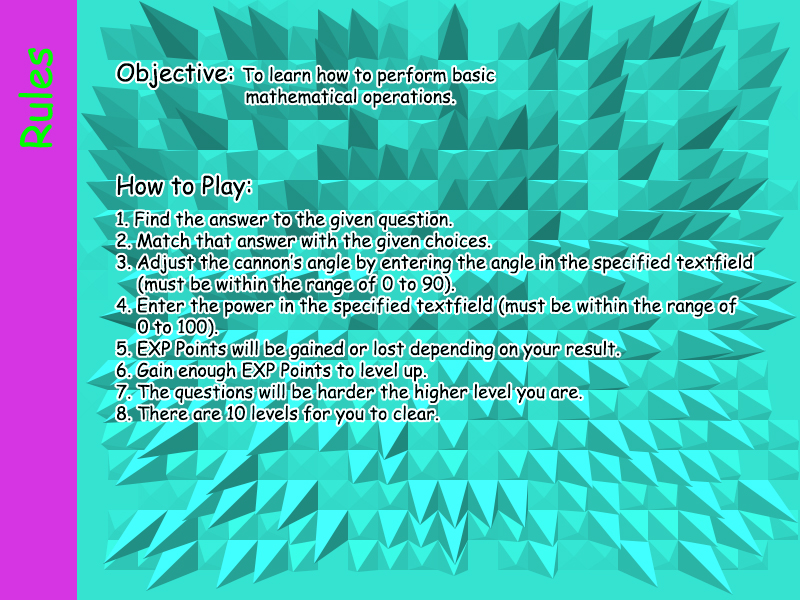 Rules
Objective: To learn how to perform basic
mathematical operations.
How to Play:
1. Find the answer to the given question.
2. Match that answer with the given choices.
3. Adjust the cannon's angle by entering the angle in the specified textfield
(must be within the range of 0 to 90).
4. Enter the power in the specified textfield (must be within the range of
0 to 100).
5. EXP Points will be gained or lost depending on your result.
6. Gain enough EXP Points to level up.
7. The questions will be harder the higher level you are.
8. There are 10 levels for you to clear.